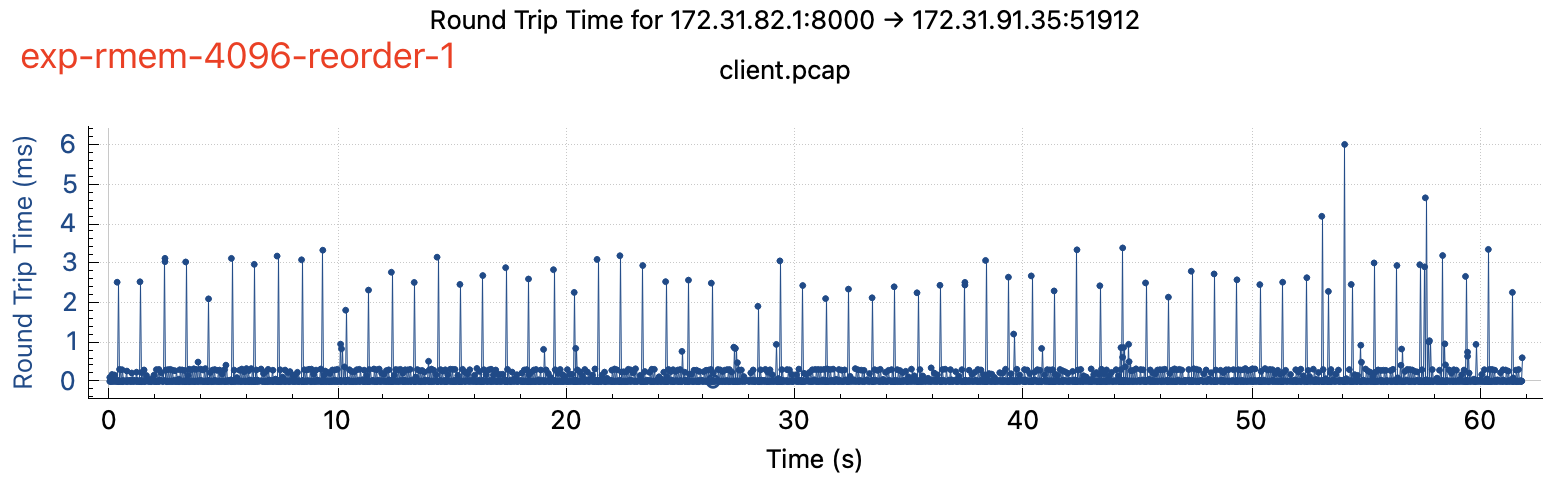 Round Trip Time for 172.31.82.1:8000 → 172.31.91.35:51912
exp-rmem-4096-reorder-1
client.pcap
Round Trip Time (ms)
6
5
4
3
2
1
0
0 10 20 30 40 50 60
Time (s)